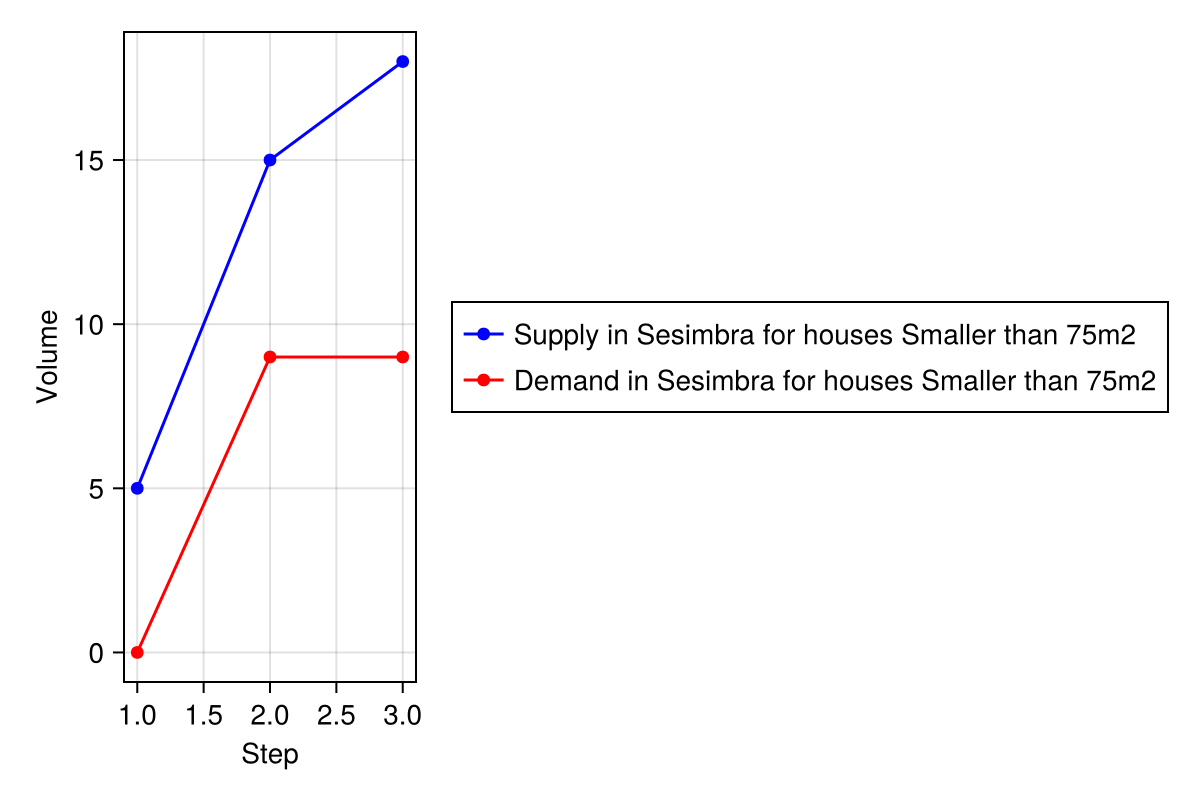 Volume
15
10
5
0
1.0 1.5 2.0 2.5 3.0
Step
Supply in Sesimbra for houses Smaller than 75m2
Demand in Sesimbra for houses Smaller than 75m2